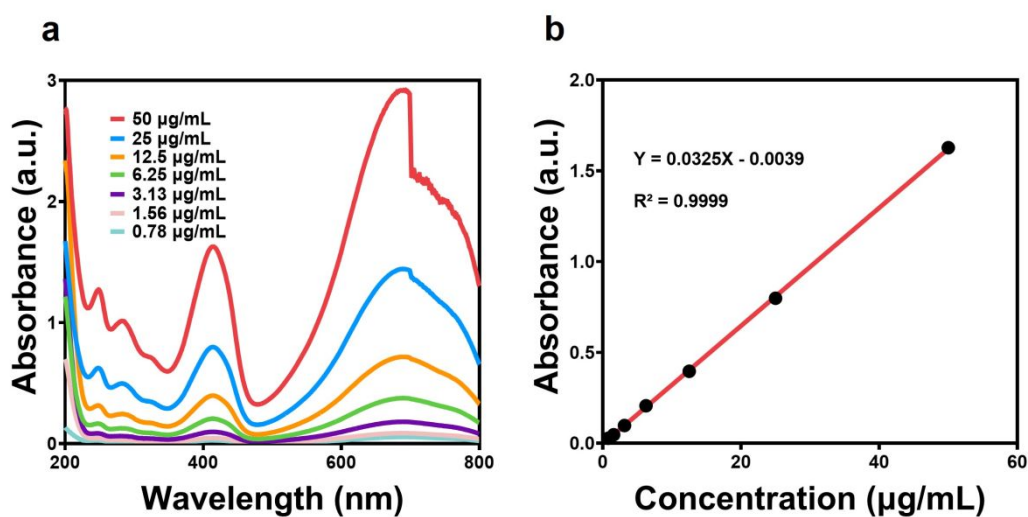 a
Absorbance (a.u.)
3
2
1
0
50 µg/mL
25 µg/mL
12.5 µg/mL
6.25 µg/mL
3.13 µg/mL
1.56 µg/mL
0.78 µg/mL
200
400
600
800
Wavelength (nm)
b
Absorbance (a.u.)
2.0
1.5
1.0
0.5
0.0
Y = 0.0325X - 0.0039
R² = 0.9999
0
20
40
60
Concentration (µg/mL)